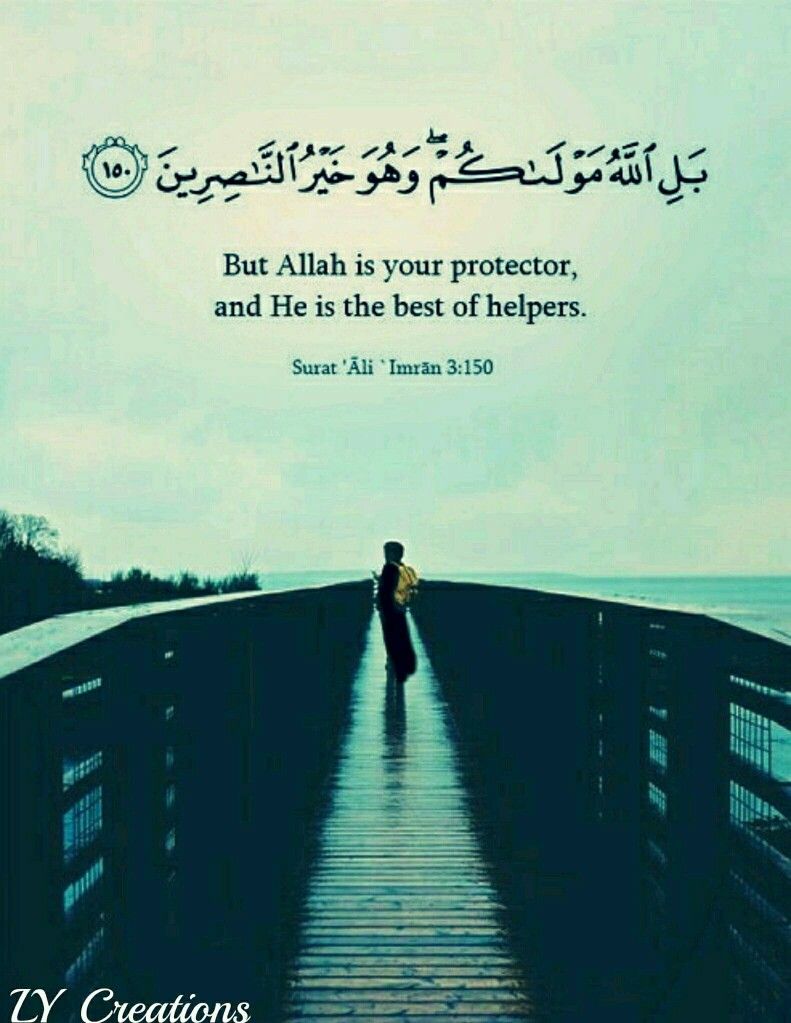 بَلِ ٱللَّهُ مَوْلَىٰكُمْ ۖ وَهُوَ خَيْرُ ٱلنَّـٰصِرِينَ ١٥٠
But Allah is your protector,
and He is the best of helpers.
Surat 'Āli `Imrān 3:150
ZY Creations